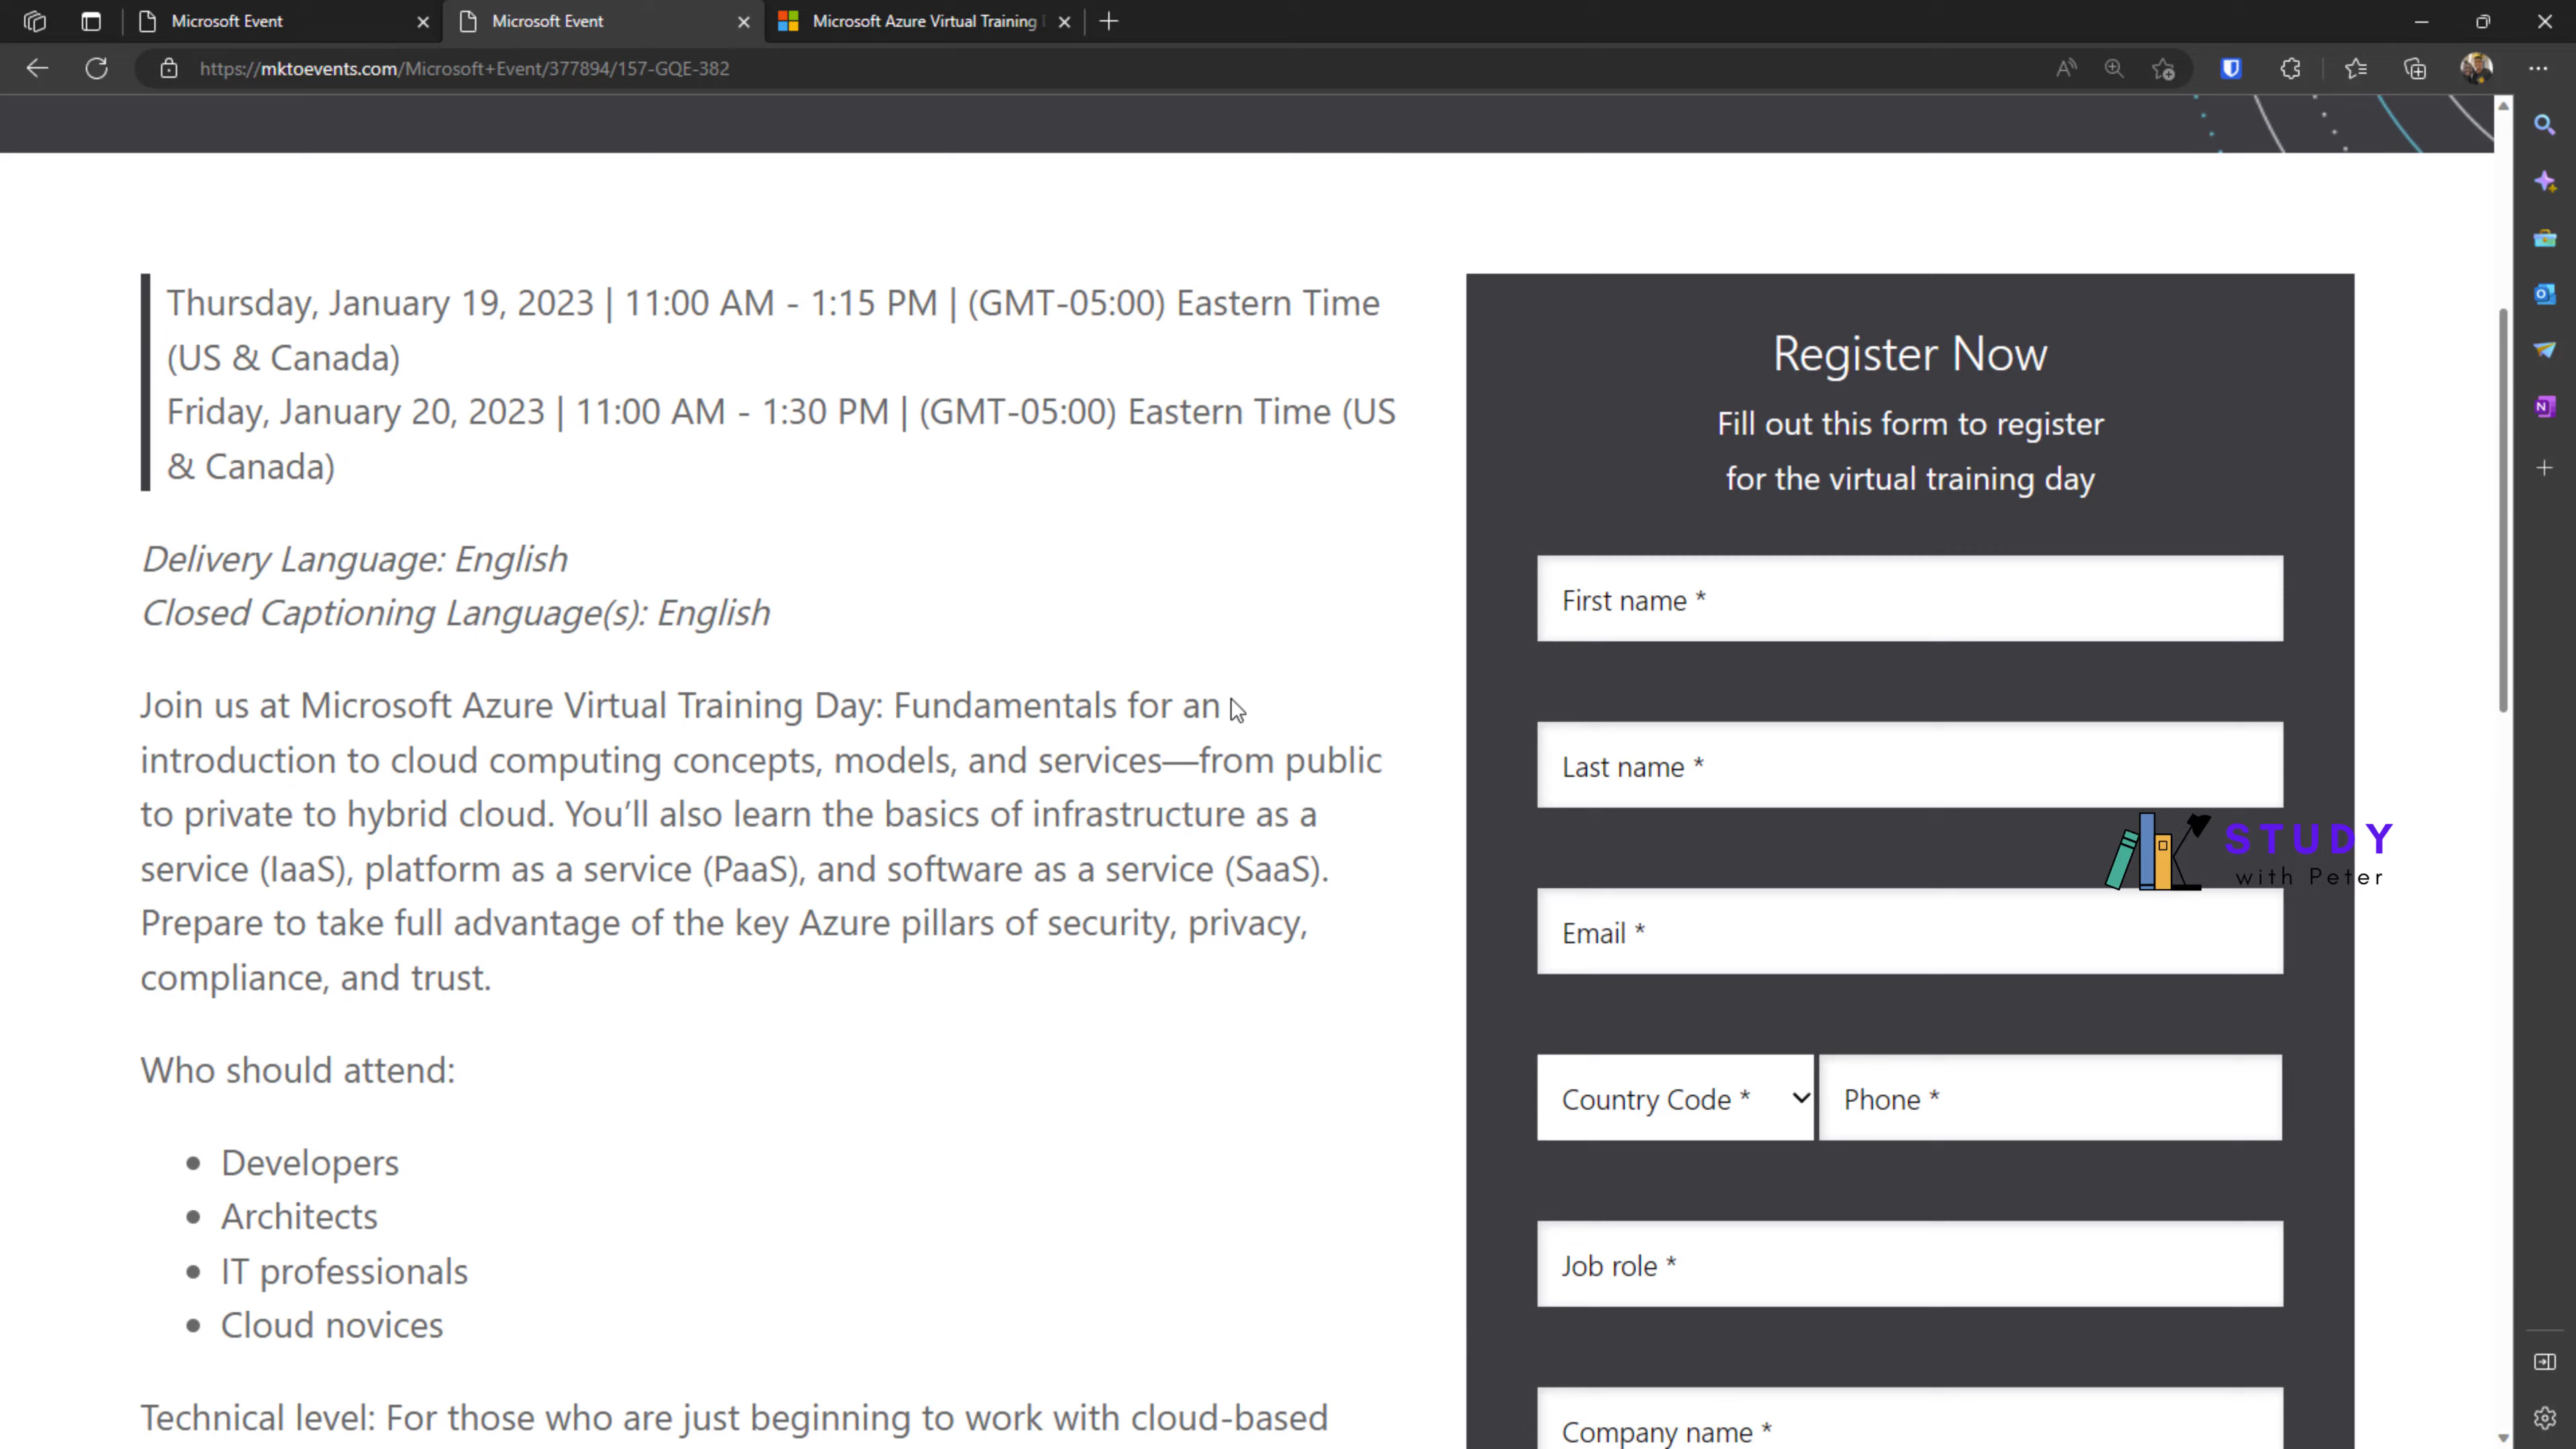 Microsoft Event
Microsoft Event
Microsoft Azure Virtual Training
https://mktoevents.com/Microsoft+Event/377894/157-GQE-382
Thursday, January 19, 2023 | 11:00 AM - 1:15 PM | (GMT-05:00) Eastern Time
(US & Canada)
Friday, January 20, 2023 | 11:00 AM - 1:30 PM | (GMT-05:00) Eastern Time (US
& Canada)
Delivery Language: English
Closed Captioning Language(s): English
Join us at Microsoft Azure Virtual Training Day: Fundamentals for an
introduction to cloud computing concepts, models, and services—from public
to private to hybrid cloud. You’ll also learn the basics of infrastructure as a
service (IaaS), platform as a service (PaaS), and software as a service (SaaS).
Prepare to take full advantage of the key Azure pillars of security, privacy,
compliance, and trust.
Who should attend:
• Developers
• Architects
• IT professionals
• Cloud novices
Technical level: For those who are just beginning to work with cloud-based
Register Now
Fill out this form to register
for the virtual training day
First name *
Last name *
Email *
Country Code *
Phone *
Job role *
Company name *
STUDY
with Peter